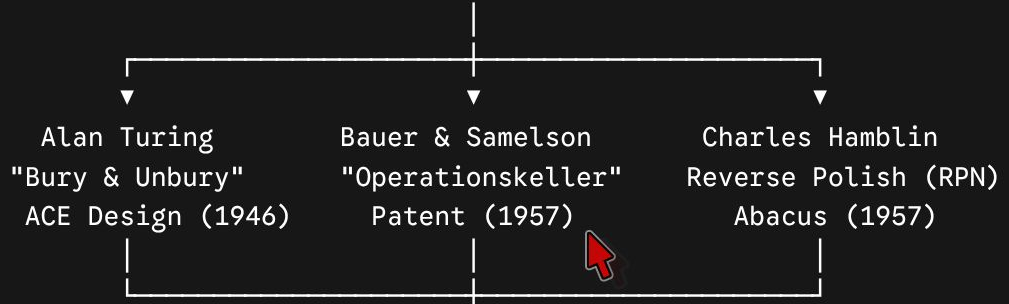 Alan Turing Bauer & Samelson Charles Hamblin
"Bury & Unbury" "Operationskeller" Reverse Polish (RPN)
ACE Design (1946) Patent (1957) Abacus (1957)